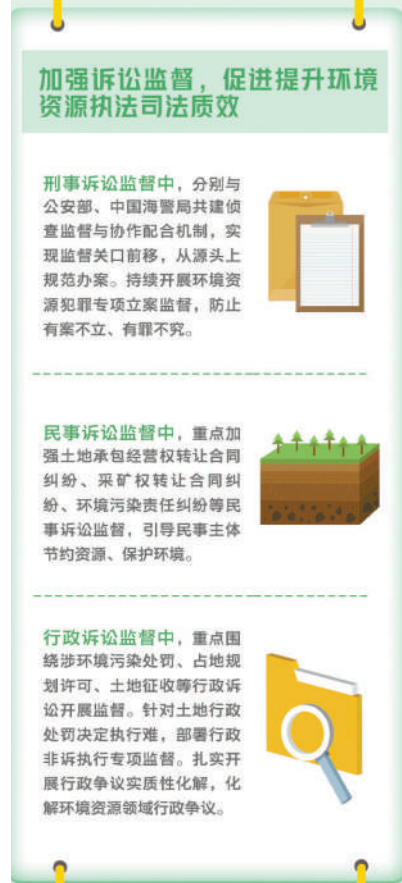 加强诉讼监督，促进提升环境
资源执法司法质效
刑事诉讼监督中，分别与
公安部、中国海警局共建侦
查监督与协作配合机制，实
现监督关口前移，从源头上
规范办案。持续开展环境资
源犯罪专项立案监督，防止
有案不立、有罪不究。
民事诉讼监督中，重点加
强土地承包经营权转让合同
纠纷、采矿权转让合同纠
纷、环境污染责任纠纷等民
事诉讼监督，引导民事主体
节约资源、保护环境。
行政诉讼监督中，重点围
绕涉环境污染处罚、占地规
划许可、土地征收等行政诉
讼开展监督。针对土地行政
处罚决定执行难，部署行政
非诉执行专项监督。扎实开
展行政争议实质性化解，化
解环境资源领域行政争议。